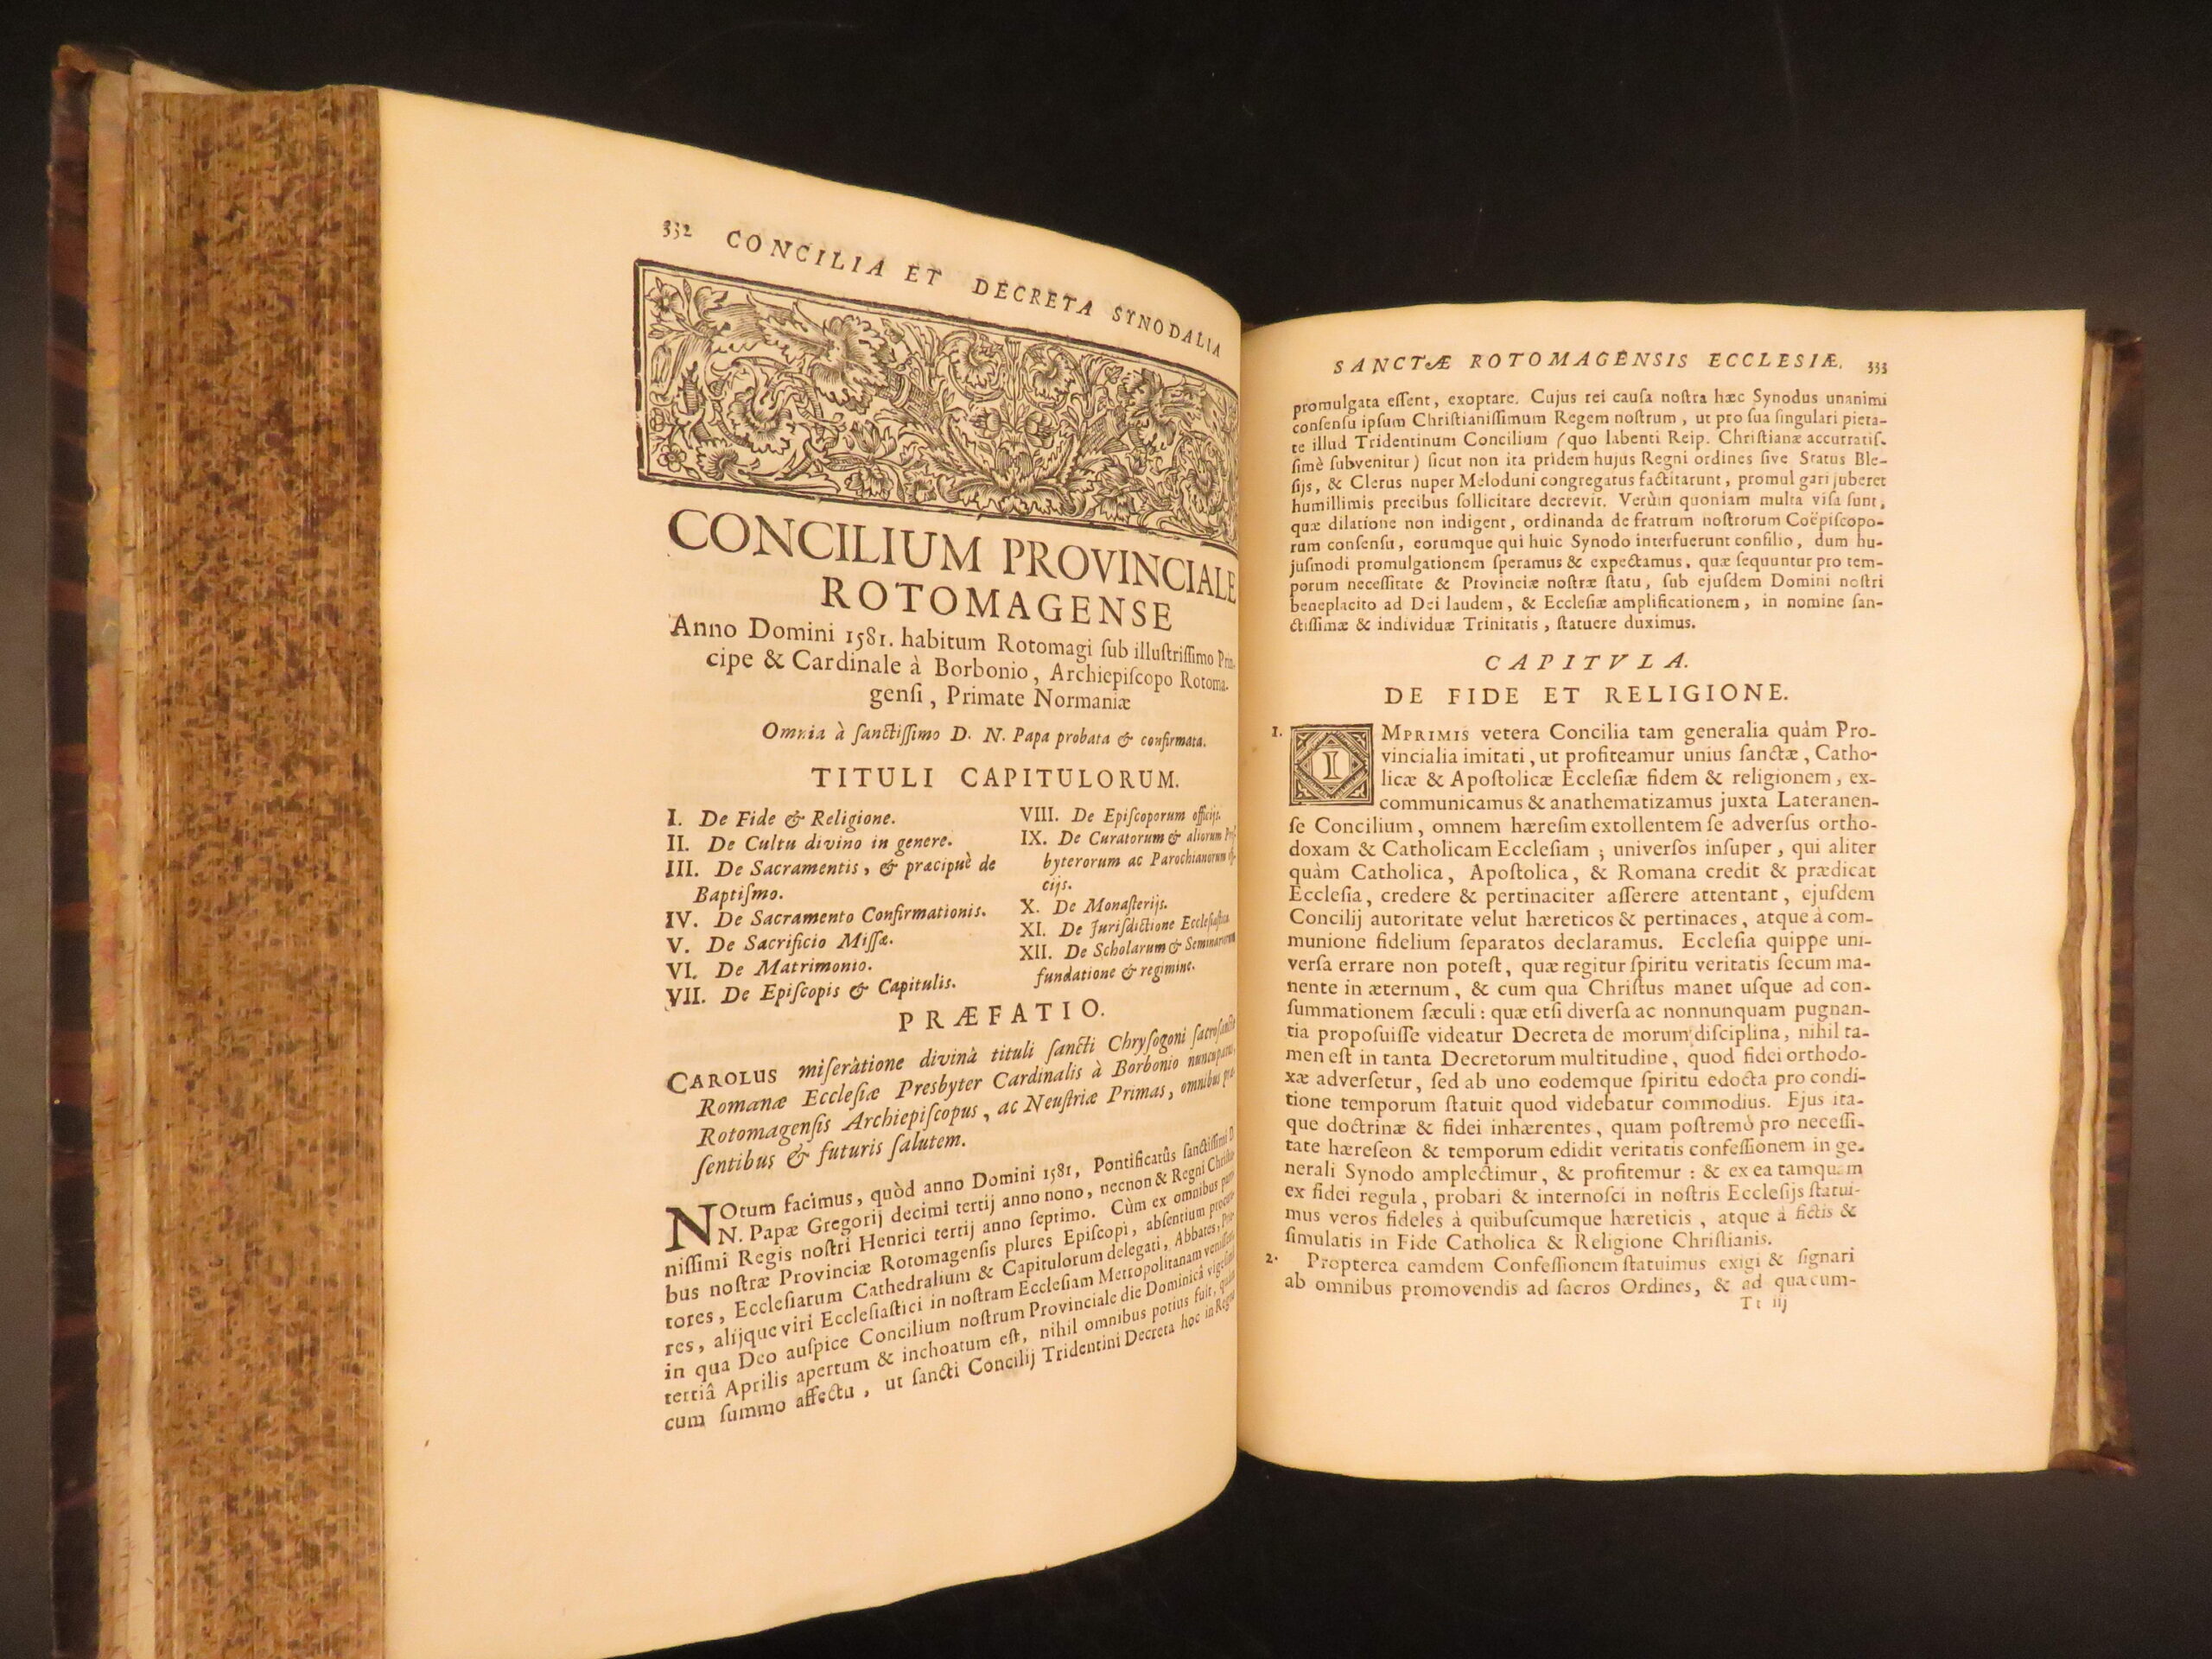 332 CONCILIA ET DECRETA SYNODALIA
CONCILIUM PROVINCIALE
ROTOMAGENSE
Anno Domini 1581. habitum Rotomagi ſub illuſtriſſimo Prin-
cipe & Cardinale à Borbonio, Archiepiſcopo Rotoma-
genſi, Primate Normaniæ
Omnia à ſanctiſſimo D. N. Papa probata & confirmata.
TITULI CAPITULORUM.
I. De Fide & Religione.
II. De Cultu divino in genere.
III. De Sacramentis, & præcipuè de
Baptiſmo.
IV. De Sacramento Confirmationis.
V. De Sacrificio Miſſæ.
VI. De Matrimonio.
VII. De Epiſcopis & Capitulis.
VIII. De Epiſcoporum officijs.
IX. De Curatorum & aliorum
byterorum ac Parochianorum
cijs.
X. De Monaſterijs.
XI. De Juriſdictione Eccleſiaſtica
XII. De Scholarum & Seminariorum
fundatione & regimine.
PRÆFATIO.
CAROLUS miſeratione divinâ tituli ſancti Chryſogoni ſacroſanctæ
Romanæ Eccleſiæ Presbyter Cardinalis à Borbonio nuncupatus,
Rotomagenſis Archiepiſcopus, ac Neuſtriæ Primas, omnibus præ-
ſentibus & futuris ſalutem.
NOtum facimus, quòd anno Domini 1581, Pontificatûs ſanctiſſimi D.
N. Papæ Gregorij decimi tertij anno nono, necnon & Regni Chriſtia-
niſſimi Regis noſtri Henrici tertij anno ſeptimo. Cùm ex omnibus
bus noſtræ Provinciæ Rotomagenſis plures Epiſcopi, abſentium procura-
tores, Eccleſiarum Cathedralium & Capitulorum delegati, Abbates, Prio-
res, alijque viri Eccleſiaſtici in noſtram Eccleſiam Metropolitanam veniſſent
in qua Deo auſpice Concilium noſtrum Provinciale die Dominicâ vigeſimâ
tertiâ Aprilis apertum & inchoatum eſt, nihil omnibus potius fuit, quàm
cum ſummo affectu, ut ſancti Concilij Tridentini Decreta hoc in Regno
SANCTÆ ROTOMAGENSIS ECCLESIÆ. 333
promulgata eſſent, exoptare. Cujus rei cauſa noſtra hæc Synodus unanimi
conſenſu ipſum Chriſtianiſſimum Regem noſtrum, ut pro ſua ſingulari pieta-
te illud Tridentinum Concilium (quo labenti Reip. Chriſtianæ accurratiſ-
ſimè ſubvenitur) ſicut non ita pridem hujus Regni ordines ſive Status Ble-
ſijs, & Clerus nuper Meloduni congregatus factitarunt, promulgari juberet
humillimis precibus ſollicitare decrevit. Verùm quoniam multa viſa ſunt,
quæ dilatione non indigent, ordinanda de fratrum noſtrorum Coëpiſcopo-
rum conſenſu, eorumque qui huic Synodo interfuerunt conſilio, dum hu-
juſmodi promulgationem ſperamus & expectamus, quæ ſequuntur pro tem-
porum neceſſitate & Provinciæ noſtræ ſtatu, ſub ejuſdem Domini noſtri
beneplacito ad Dei laudem, & Eccleſiæ amplificationem, in nomine ſan-
ctiſſimæ & individuæ Trinitatis, ſtatuere duximus.
CAPITVLA.
DE FIDE ET RELIGIONE.
1. IMPRIMIS vetera Concilia tam generalia quàm Pro-
vincialia imitati, ut profiteamur unius ſanctæ, Catho-
licæ & Apoſtolicæ Eccleſiæ fidem & religionem, ex-
communicamus & anathematizamus juxta Lateranen-
ſe Concilium, omnem hæreſim extollentem ſe adverſus ortho-
doxam & Catholicam Eccleſiam; univerſos inſuper, qui aliter
quàm Catholica, Apoſtolica, & Romana credit & prædicat
Eccleſia, credere & pertinaciter aſſerere attentant, ejuſdem
Concilij autoritate velut hæreticos & pertinaces, atque à com-
munione fidelium ſeparatos declaramus. Eccleſia quippe uni-
verſa errare non poteſt, quæ regitur ſpiritu veritatis ſecum ma-
nente in æternum, & cum qua Chriſtus manet uſque ad con-
ſummationem ſæculi: quæ etſi diverſa ac nonnunquam pugnan-
tia propoſuiſſe videatur Decreta de morum diſciplina, nihil ta-
men eſt in tanta Decretorum multitudine, quod fidei orthodo-
xæ adverſetur, ſed ab uno eodemque ſpiritu edocta pro condi-
tione temporum ſtatuit quod videbatur commodius. Ejus ita-
que doctrinæ & fidei inhærentes, quam poſtremò pro neceſſi-
tate hæreſeon & temporum edidit veritatis confeſſionem in ge-
nerali Synodo amplectimur, & profitemur: & ex ea tamquam
ex fidei regula, probari & internoſci in noſtris Eccleſijs ſtatui-
mus veros fideles à quibuſcumque hæreticis, atque à fictis &
ſimulatis in Fide Catholica & Religione Chriſtianis.
2. Propterea eamdem Confeſſionem ſtatuimus exigi & ſignari
ab omnibus promovendis ad ſacros Ordines, & ad quæcum-
Tt iij